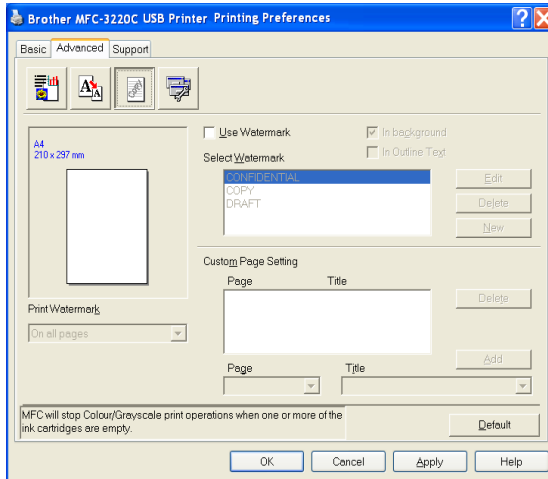 Brother MFC-3220C USB Printer Printing Preferences
Basic Advanced Support
A4
210 x 297 mm
Use Watermark
In background
In Outline Text
Select Watermark
CONFIDENTIAL
COPY
DRAFT
Edit
Delete
New
Print Watermark
On all pages
Custom Page Setting
Page Title
Delete
Add
Page Title
MFC will stop Colour/Grayscale print operations when one or more of the
ink cartridges are empty.
Default
OK Cancel Apply Help